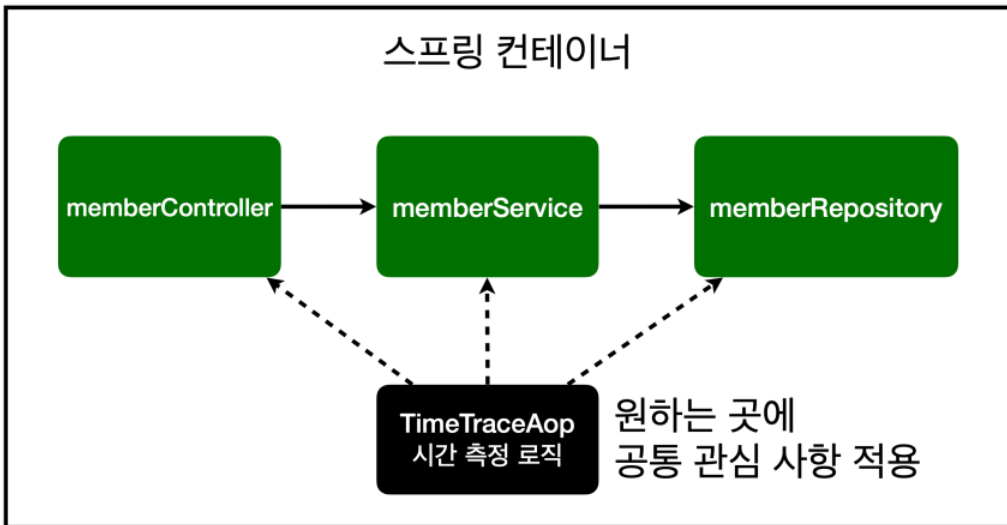 스프링 컨테이너
memberController
memberService
memberRepository
TimeTraceAop
시간 측정 로직
원하는 곳에
공통 관심 사항 적용